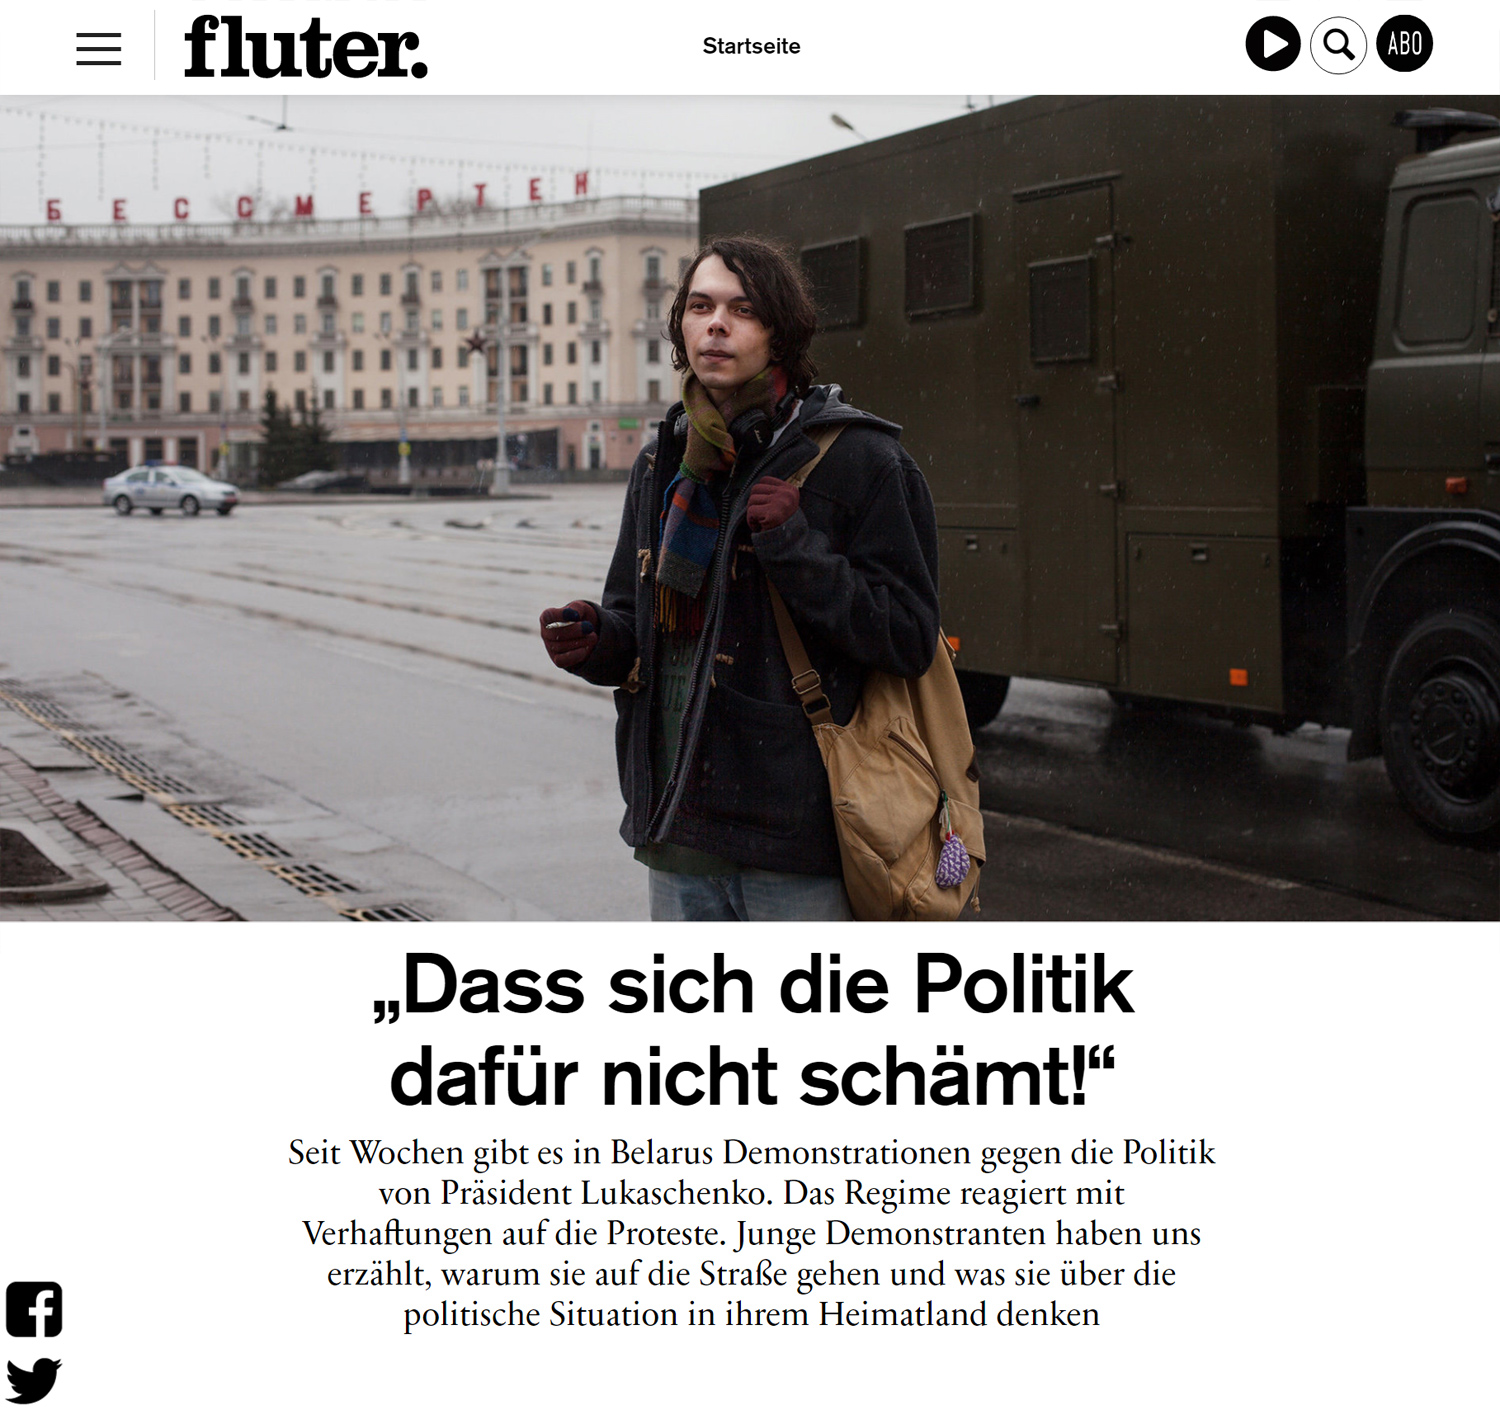 fluter.
Startseite
ABO
БЕССМЕРТЕН
„Dass sich die Politik
dafür nicht schämt!“
Seit Wochen gibt es in Belarus Demonstrationen gegen die Politik
von Präsident Lukaschenko. Das Regime reagiert mit
Verhaftungen auf die Proteste. Junge Demonstranten haben uns
erzählt, warum sie auf die Straße gehen und was sie über die
politische Situation in ihrem Heimatland denken